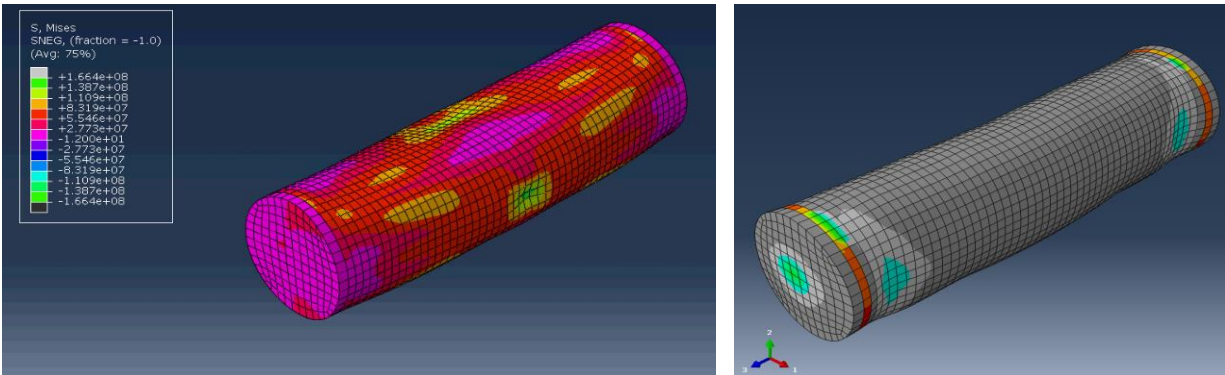 S, Mises
SNEG, (fraction = -1.0)
(Avg: 75%)
+1.664e+08
+1.387e+08
+1.109e+08
+8.319e+07
+5.546e+07
+2.773e+07
-1.200e+01
-2.773e+07
-5.546e+07
-8.319e+07
-1.109e+08
-1.387e+08
-1.664e+08
2
3
1